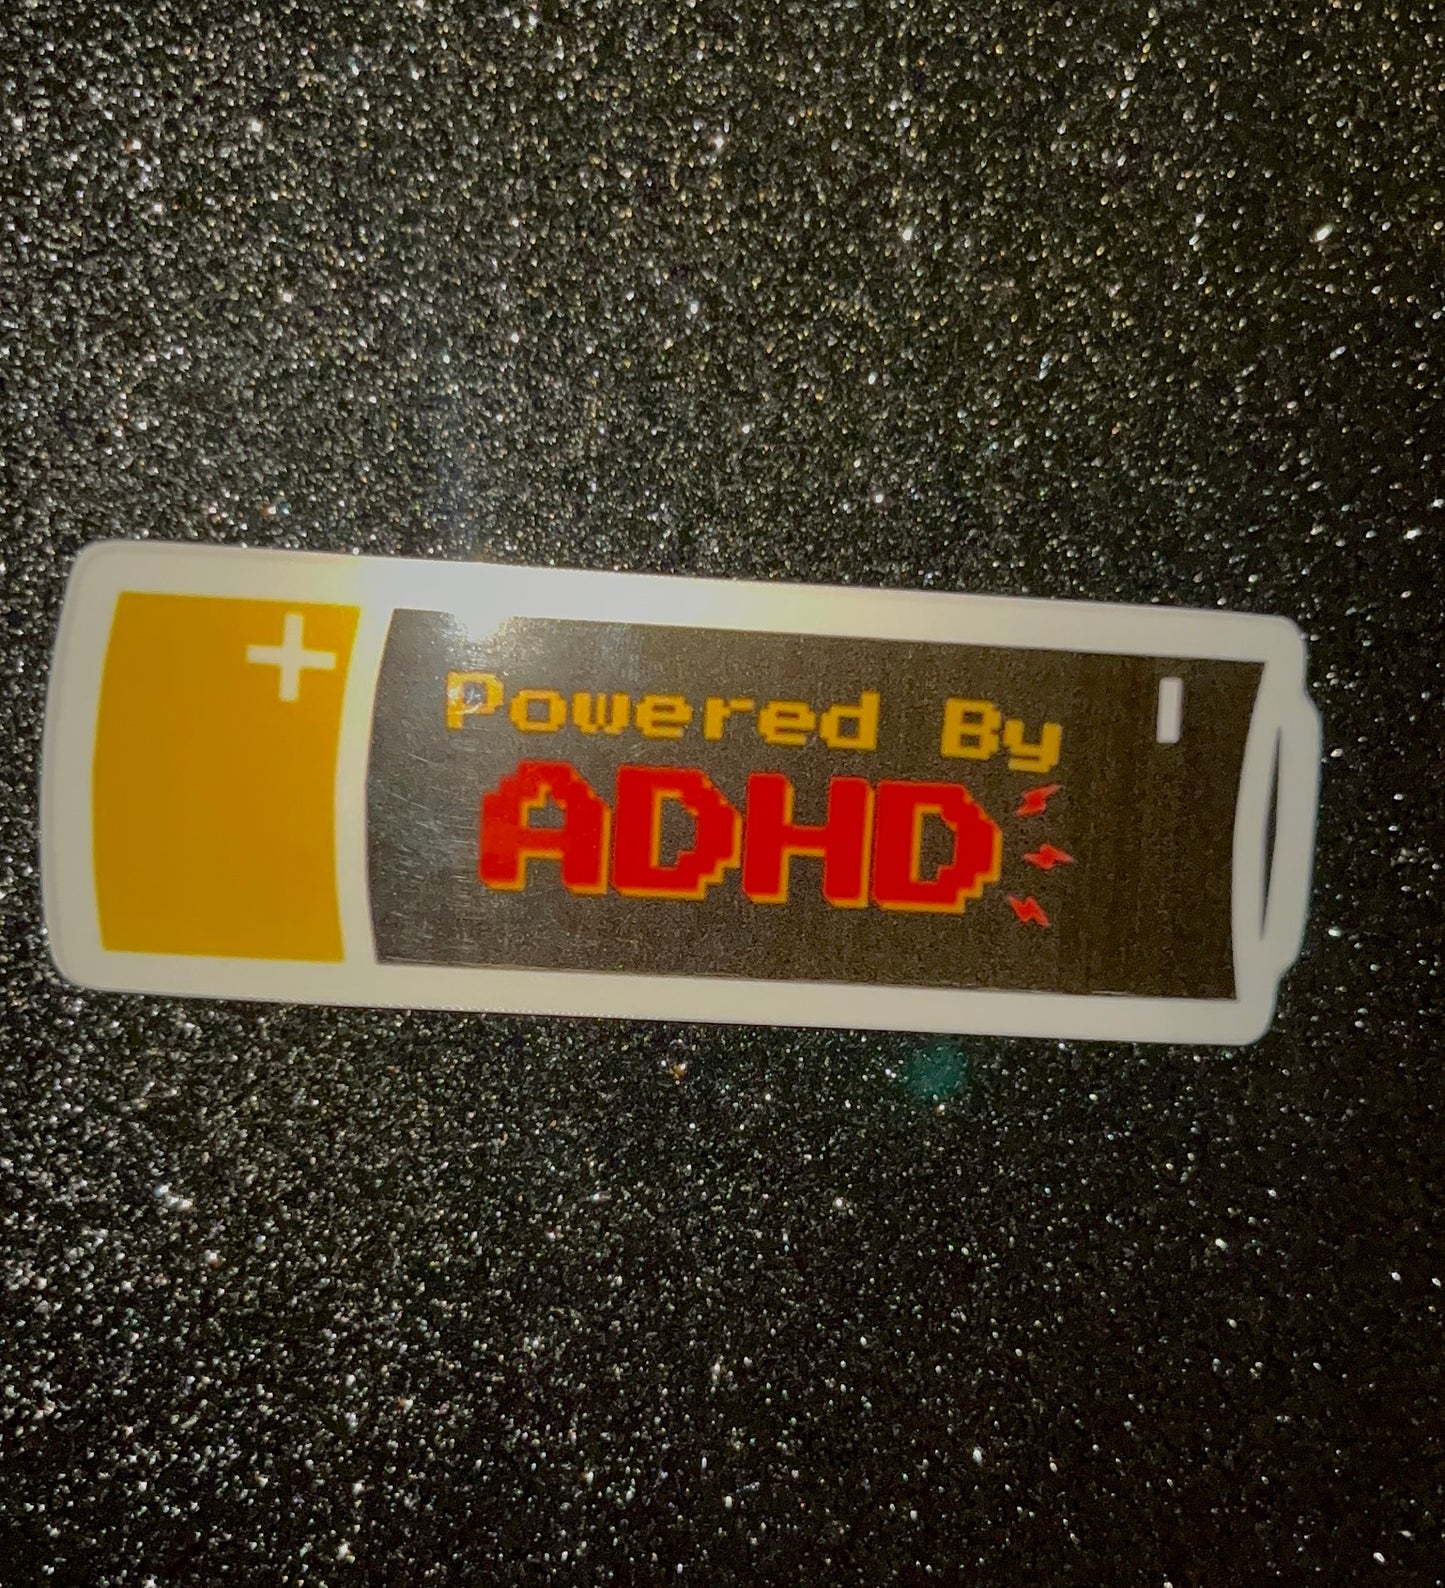 +
Powered By
ADHD
-